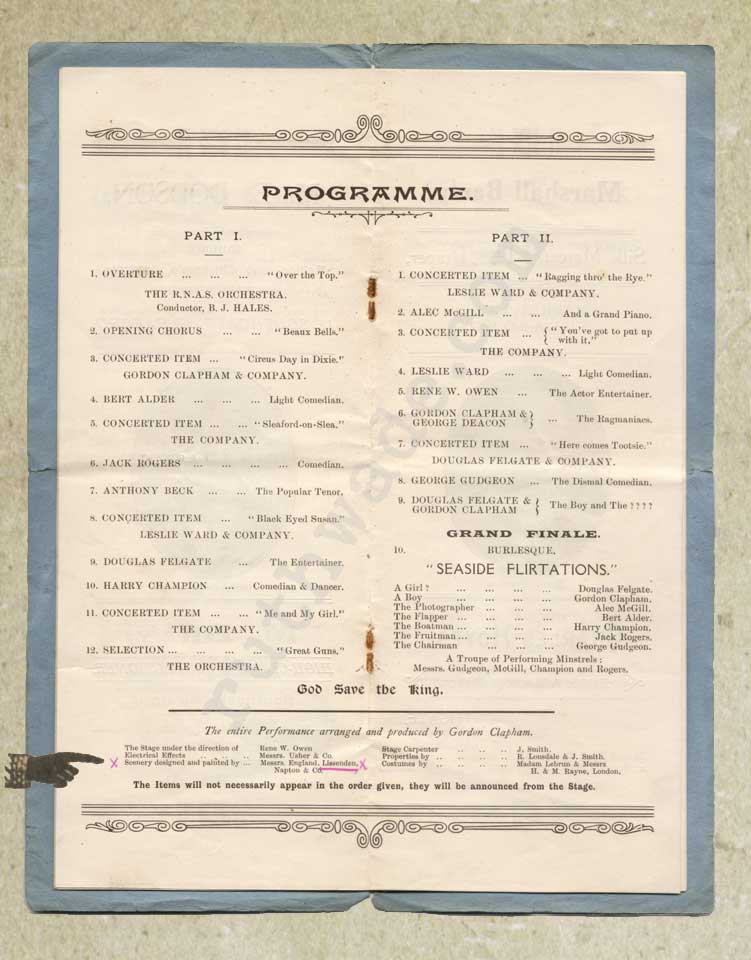 PROGRAMME.
PART I.
1. OVERTURE ... ... ... "Over the Top."
THE R.N.A.S. ORCHESTRA.
Conductor, B. J. HALES.
2. OPENING CHORUS ... ... "Beaux Bells."
3. CONCERTED ITEM ... "Circus Day in Dixie."
GORDON CLAPHAM & COMPANY.
4. BERT ALDER ... ... ... Light Comedian.
5. CONCERTED ITEM ... ... "Sleaford-on-Slea."
THE COMPANY.
6. JACK ROGERS ... ... ... ... Comedian.
7. ANTHONY BECK ... ... The Popular Tenor.
8. CONCERTED ITEM ... "Black Eyed Susan."
LESLIE WARD & COMPANY.
9. DOUGLAS FELGATE ... The Entertainer.
10. HARRY CHAMPION ... Comedian & Dancer.
11. CONCERTED ITEM ... ... "Me and My Girl."
THE COMPANY.
12. SELECTION ... ... ... ... "Great Guns."
THE ORCHESTRA.
PART II.
1. CONCERTED ITEM ... "Ragging thro' the Rye."
LESLIE WARD & COMPANY.
2. ALEC McGILL ... ... And a Grand Piano.
3. CONCERTED ITEM ... { "You've got to put up
with it."
THE COMPANY.
4. LESLIE WARD ... ... ... Light Comedian.
5. RENE W. OWEN ... The Actor Entertainer.
6. GORDON CLAPHAM &
GEORGE DEACON } ... The Ragmaniacs.
7. CONCERTED ITEM ... "Here comes Tootsie."
DOUGLAS FELGATE & COMPANY.
8. GEORGE GUDGEON ... The Dismal Comedian.
9. DOUGLAS FELGATE &
GORDON CLAPHAM { The Boy and The ????
GRAND FINALE.
10. BURLESQUE,
"SEASIDE FLIRTATIONS."
A Girl ? ... ... ... ... Douglas Felgate.
A Boy ... ... ... ... Gordon Clapham.
The Photographer ... ... ... Alec McGill.
The Flapper ... ... ... Bert Alder.
The Boatman ... ... ... ... Harry Champion.
The Fruitman ... ... ... ... Jack Rogers.
The Chairman ... ... ... George Gudgeon.
A Troupe of Performing Minstrels :
Messrs. Gudgeon, McGill, Champion and Rogers.
God Save the King.
The entire Performance arranged and produced by Gordon Clapham.
The Stage under the direction of Rene W. Owen
Electrical Effects .. .. .. Messrs. Usher & Co.
X Scenery designed and painted by ... Messrs. England, Lissenden, X
Napton & Co.
Stage Carpenter .. .. .. J. Smith.
Properties by .. .. .. R. Lousdale & J. Smith.
Costumes by .. .. .. Madam Lebrun & Messrs
H. & M. Rayne, London.
The Items will not necessarily appear in the order given, they will be announced from the Stage.